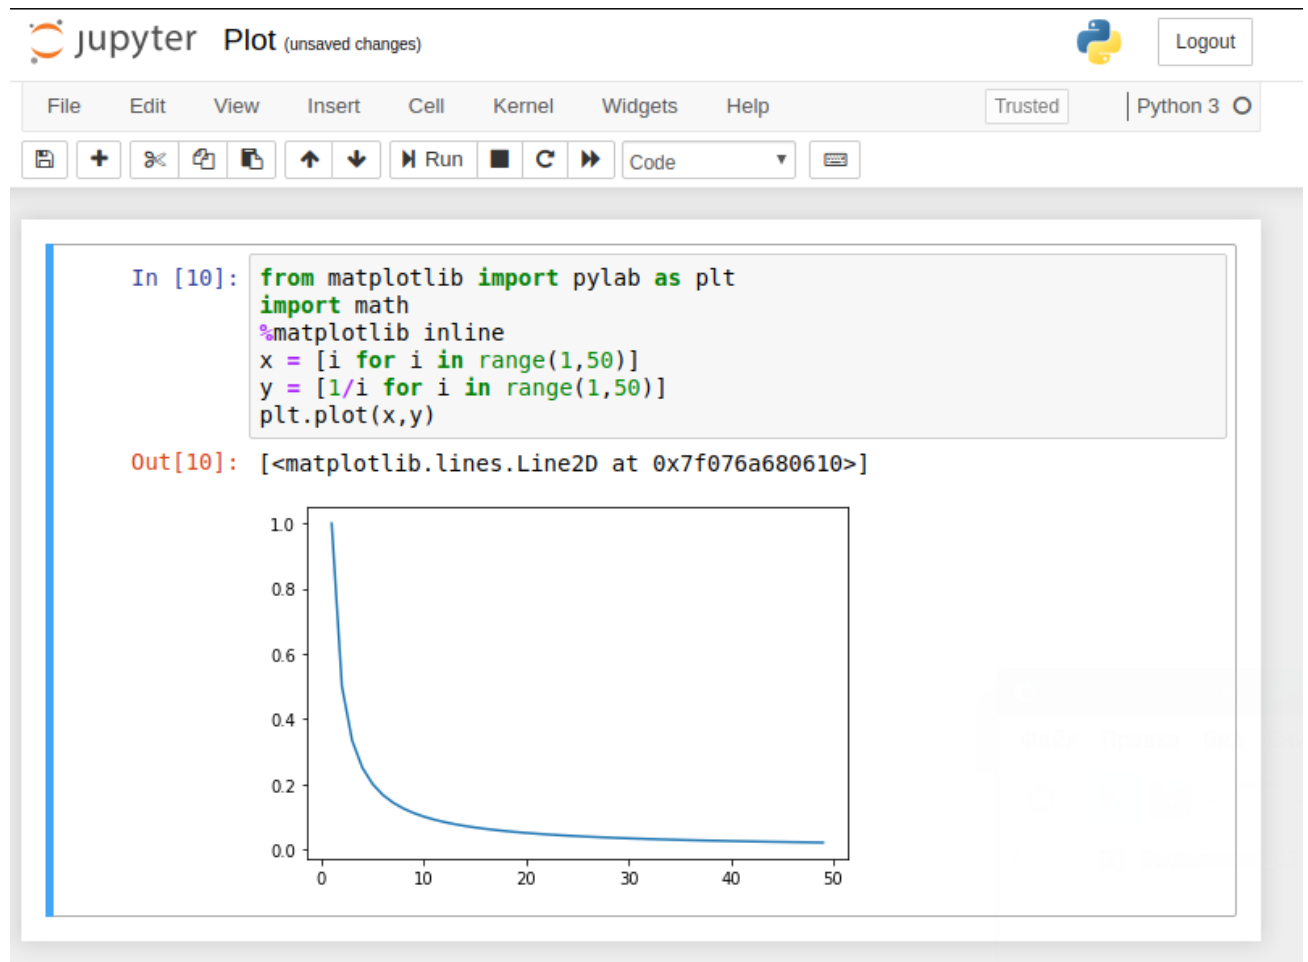 jupyter Plot (unsaved changes) Logout
File Edit View Insert Cell Kernel Widgets Help Trusted Python 3
Run Code
In [10]: from matplotlib import pylab as plt
import math
%matplotlib inline
x = [i for i in range(1,50)]
y = [1/i for i in range(1,50)]
plt.plot(x,y)
Out[10]: [<matplotlib.lines.Line2D at 0x7f076a680610>]
1.0
0.8
0.6
0.4
0.2
0.0
0 10 20 30 40 50